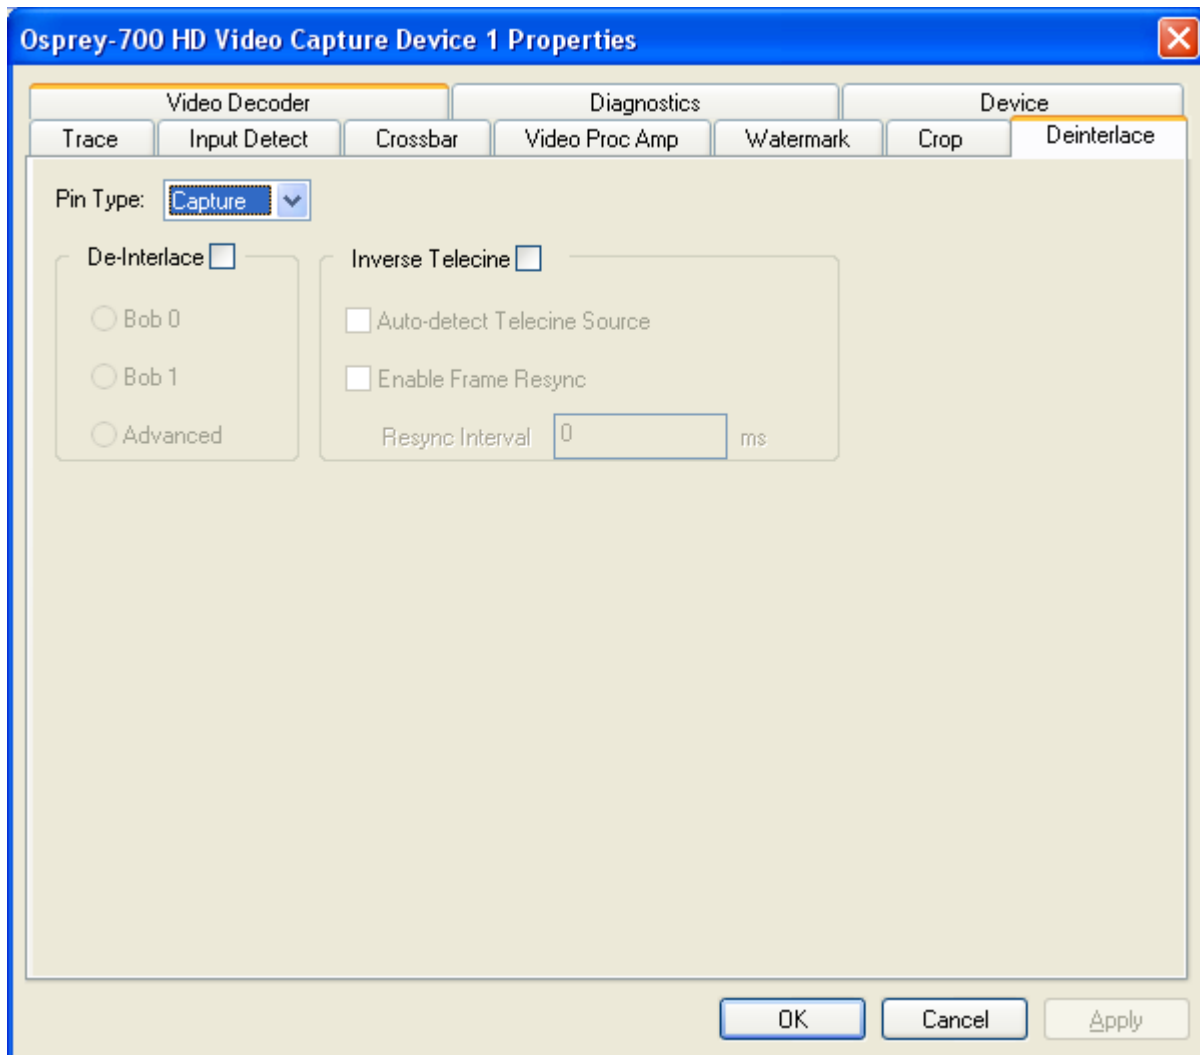 Osprey-700 HD Video Capture Device 1 Properties
Video Decoder Diagnostics Device
Trace Input Detect Crossbar Video Proc Amp Watermark Crop Deinterlace
Pin Type: Capture
De-Interlace Inverse Telecine
Bob 0 Auto-detect Telecine Source
Bob 1 Enable Frame Resync
Advanced Resync Interval 0 ms
OK Cancel Apply